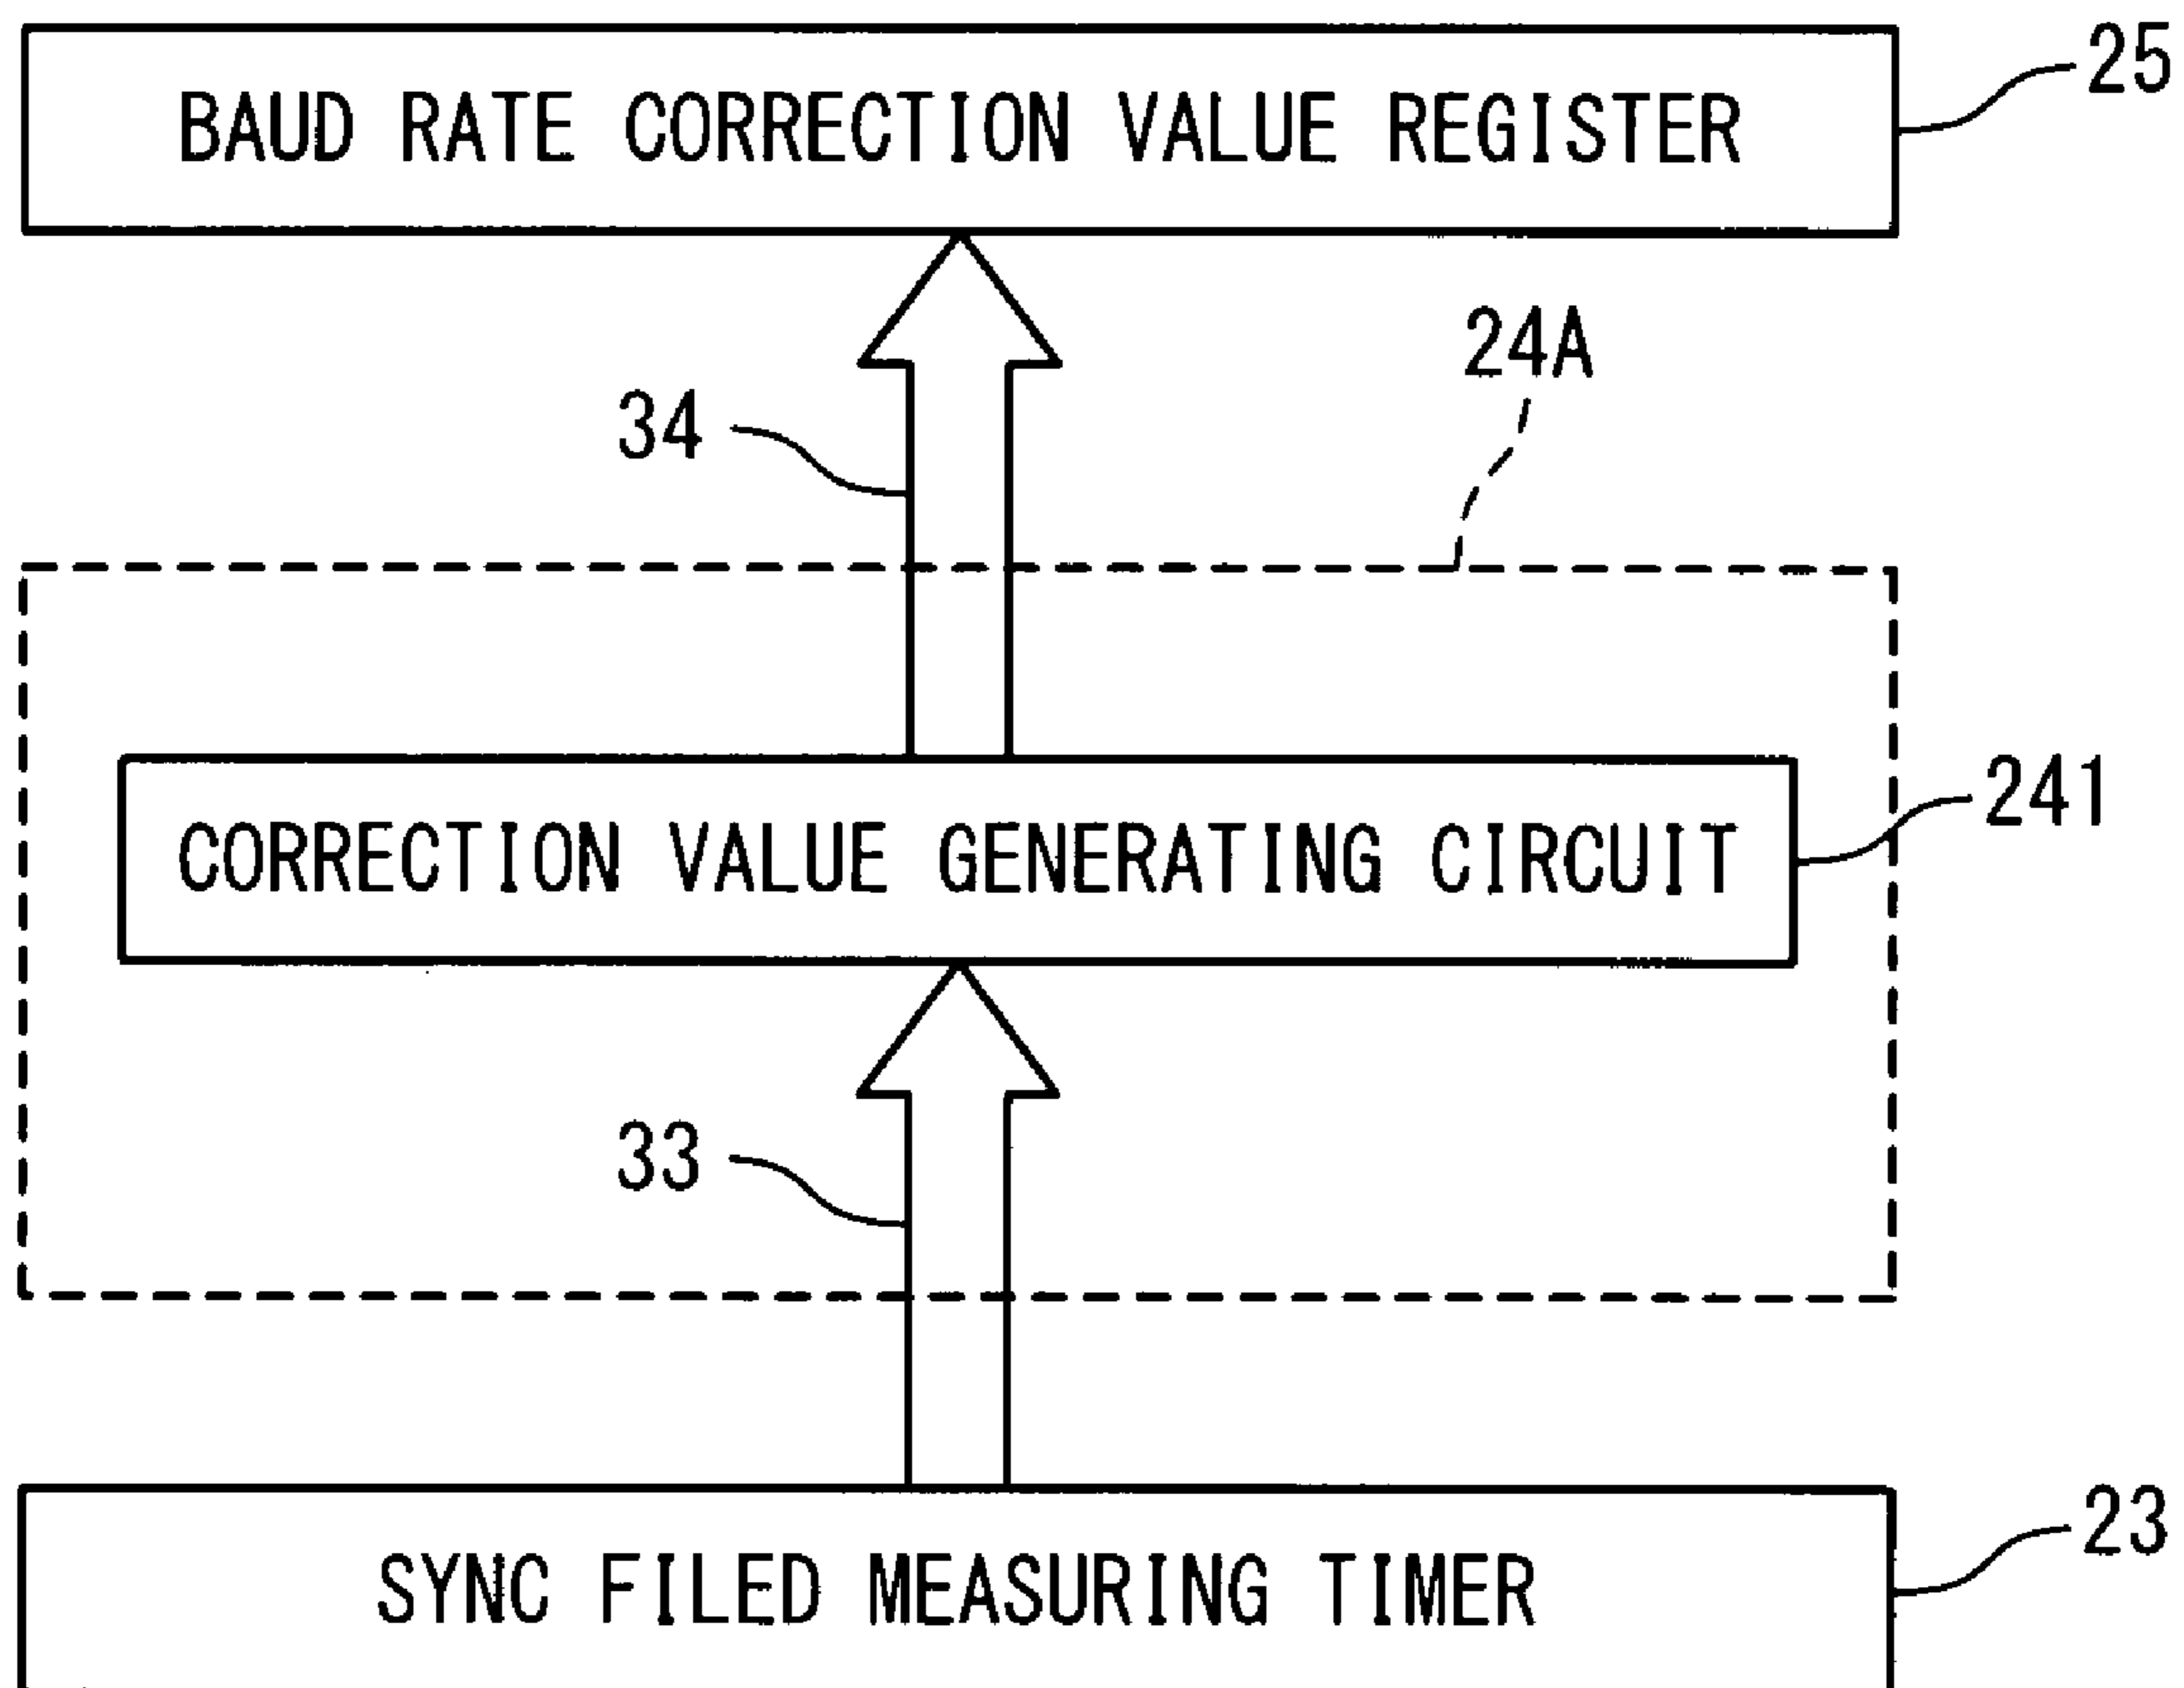 BAUD RATE CORRECTION VALUE REGISTER
25
24A
34
CORRECTION VALUE GENERATING CIRCUIT
241
33
SYNC FILED MEASURING TIMER
23